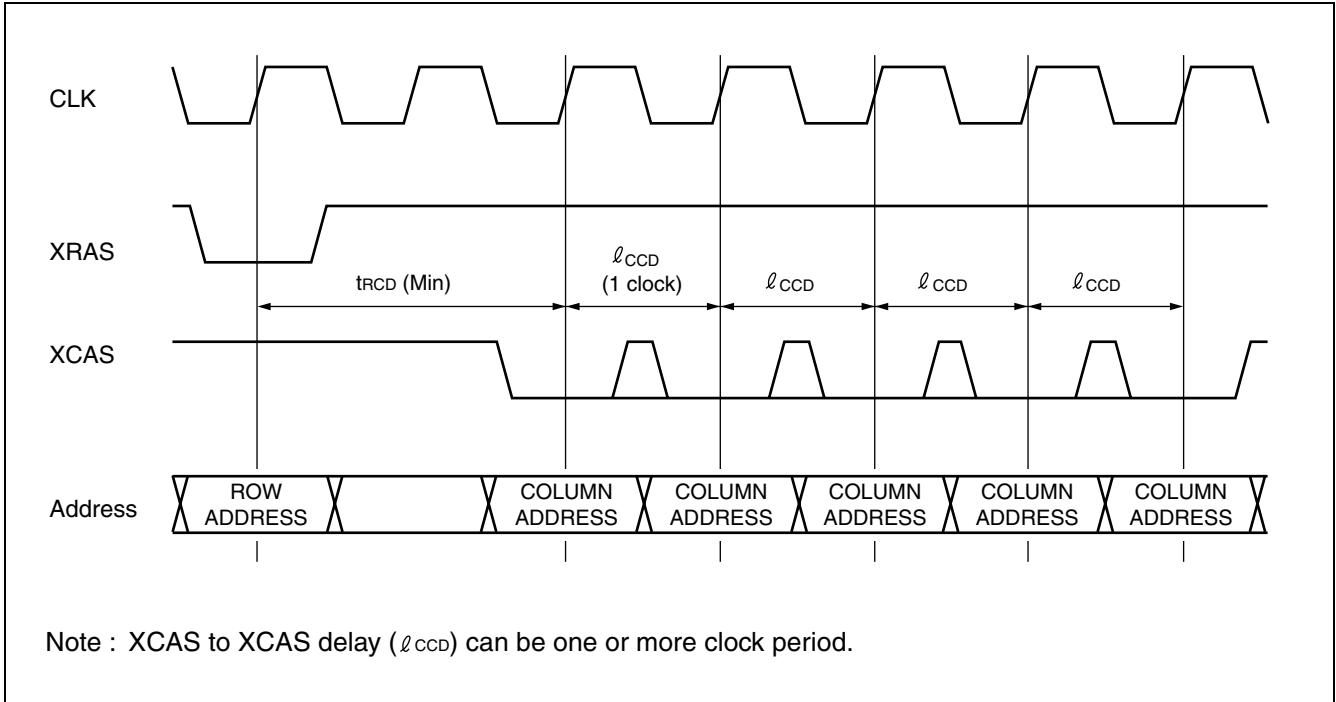 CLK
XRAS
tRCD (Min)
ℓCCD
(1 clock)
ℓCCD
ℓCCD
ℓCCD
XCAS
Address
ROW
ADDRESS
COLUMN
ADDRESS
COLUMN
ADDRESS
COLUMN
ADDRESS
COLUMN
ADDRESS
COLUMN
ADDRESS
Note : XCAS to XCAS delay (ℓCCD) can be one or more clock period.